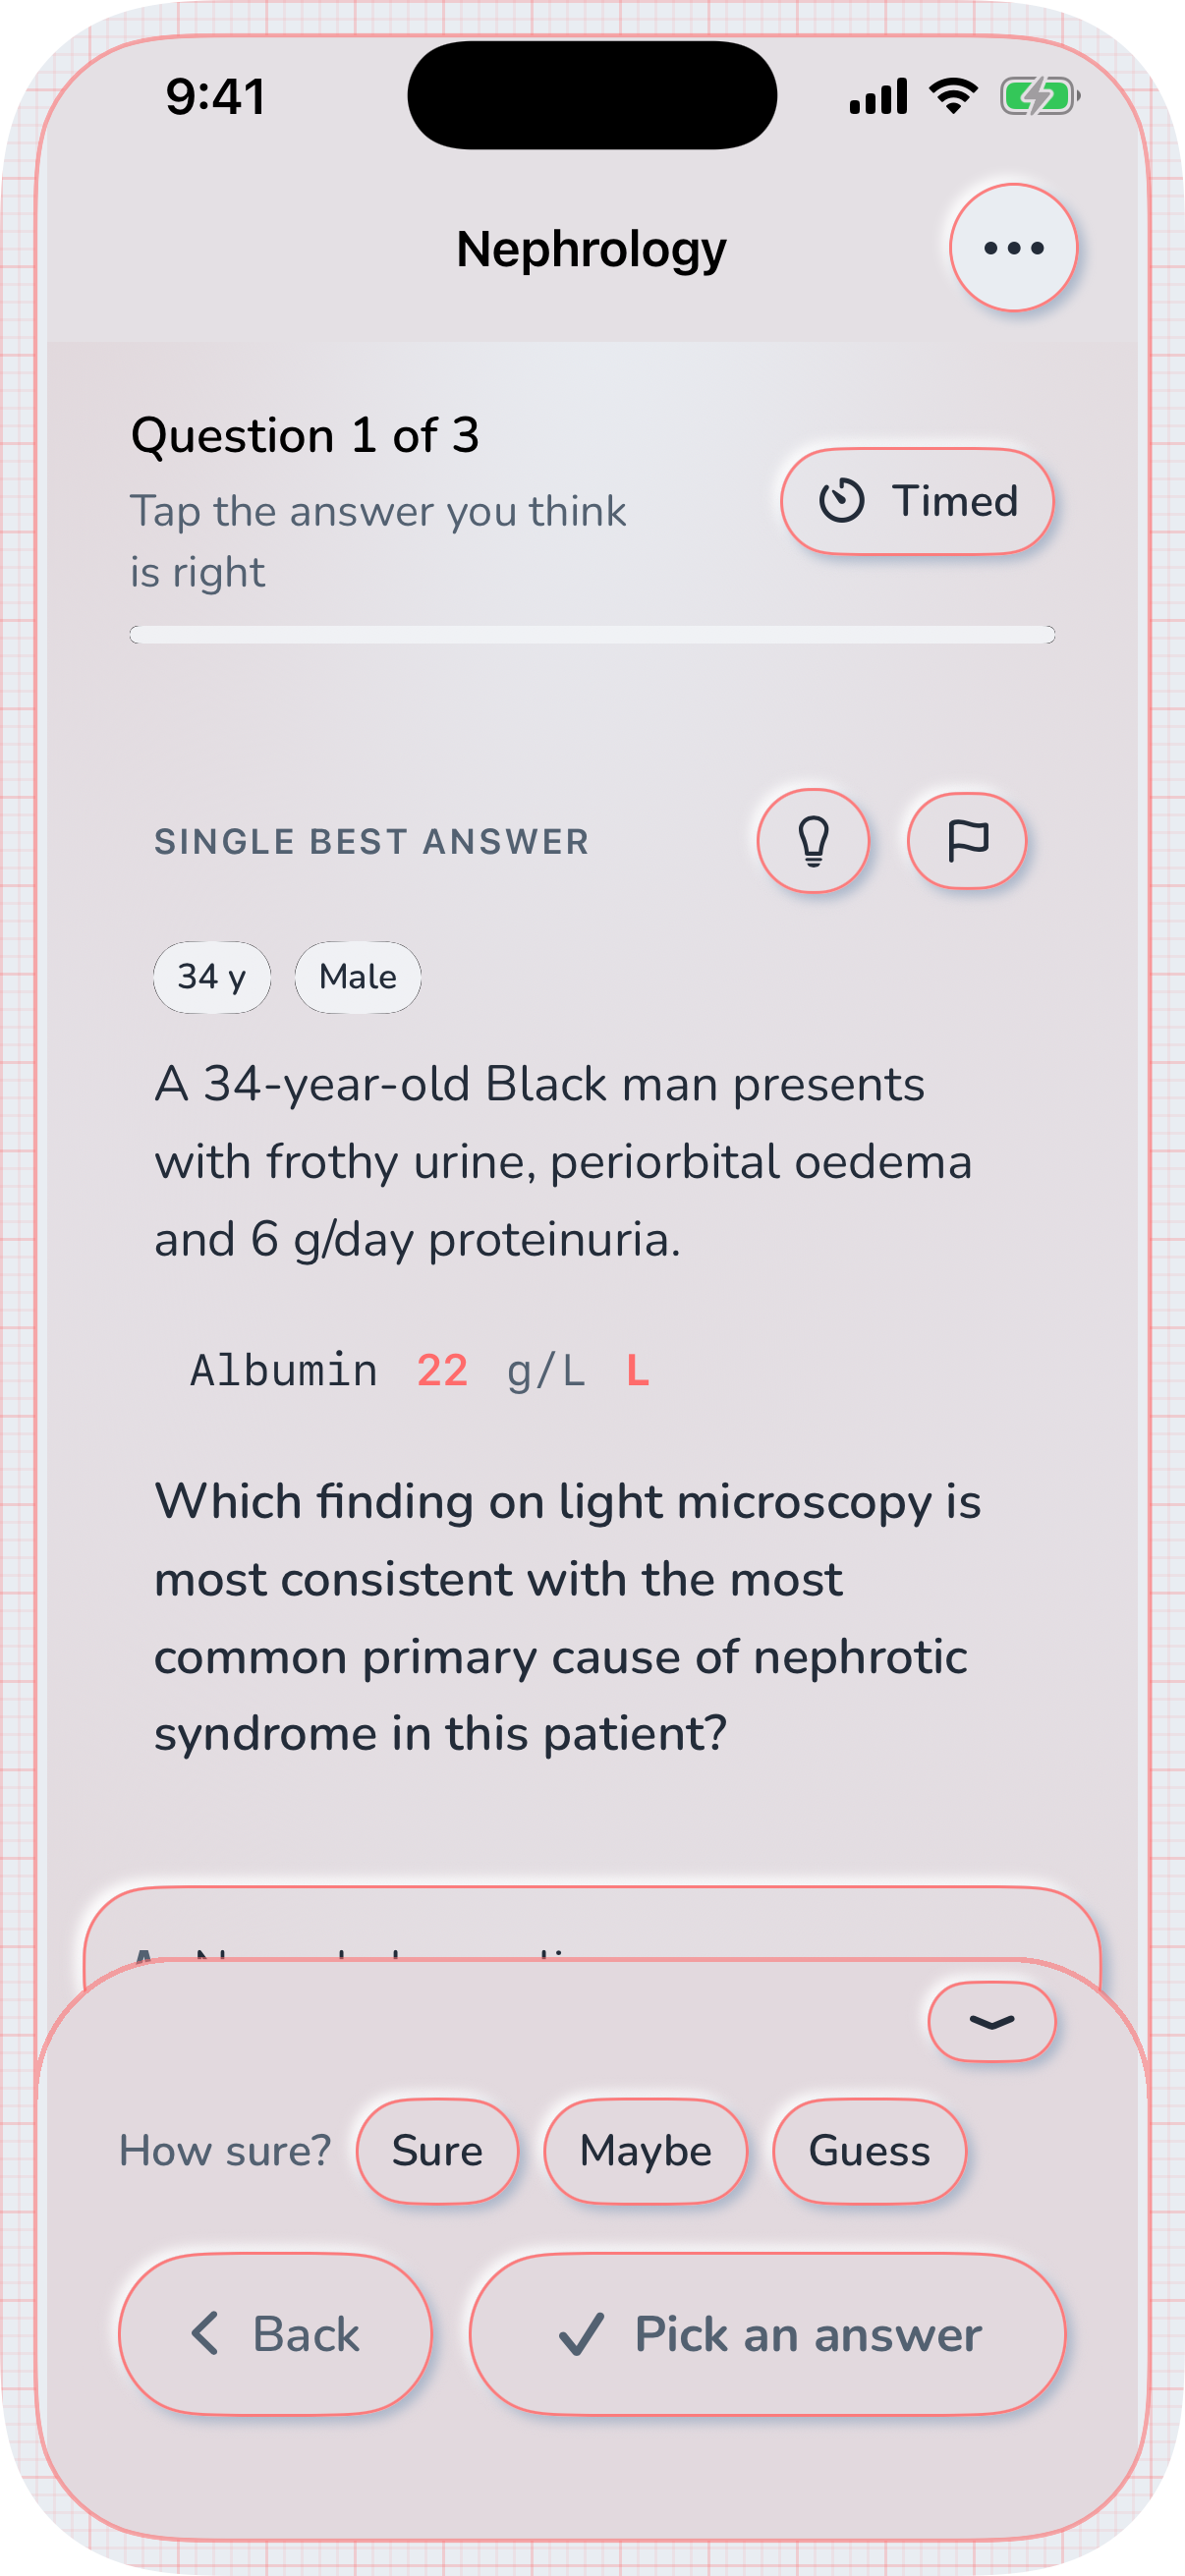 9:41
Nephrology
Question 1 of 3
Tap the answer you think
is right
Timed
SINGLE BEST ANSWER
34 y
Male
A 34-year-old Black man presents
with frothy urine, periorbital oedema
and 6 g/day proteinuria.
Albumin 22 g/L L
Which finding on light microscopy is
most consistent with the most
common primary cause of nephrotic
syndrome in this patient?
How sure?
Sure
Maybe
Guess
Back
Pick an answer